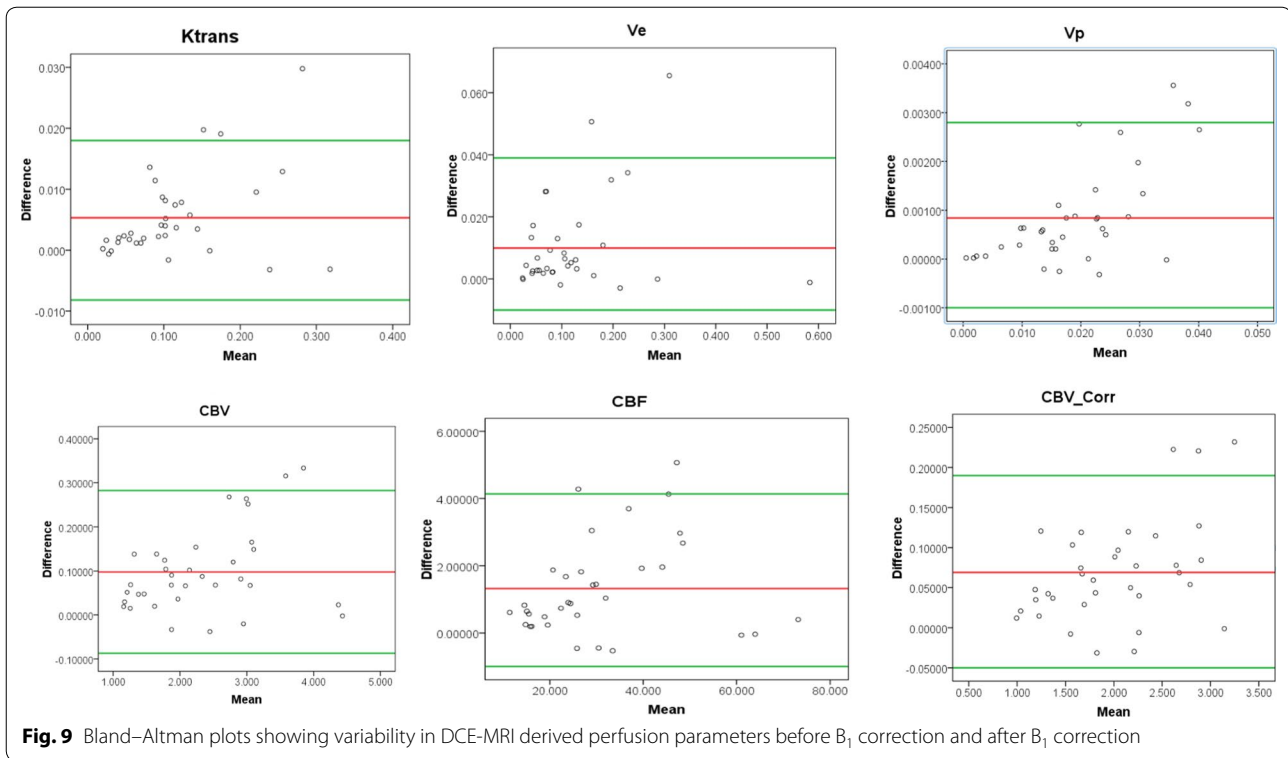 Ktrans
0.030
0.020
0.010
0.000
-0.010
Difference
0.000 0.100 0.200 0.300 0.400
Mean
Ve
0.060
0.040
0.020
0.000
Difference
0.000 0.100 0.200 0.300 0.400 0.500 0.600
Mean
Vp
0.00400
0.00300
0.00200
0.00100
0.00000
-0.00100
Difference
0.000 0.010 0.020 0.030 0.040 0.050
Mean
CBV
0.40000
0.30000
0.20000
0.10000
0.00000
-0.10000
Difference
1.000 2.000 3.000 4.000 5.000
Mean
CBF
6.00000
4.00000
2.00000
0.00000
Difference
20.000 40.000 60.000 80.000
Mean
CBV_Corr
0.25000
0.20000
0.15000
0.10000
0.05000
0.00000
-0.05000
Difference
0.500 1.000 1.500 2.000 2.500 3.000 3.500
Mean
Fig. 9 Bland–Altman plots showing variability in DCE-MRI derived perfusion parameters before B₁ correction and after B₁ correction